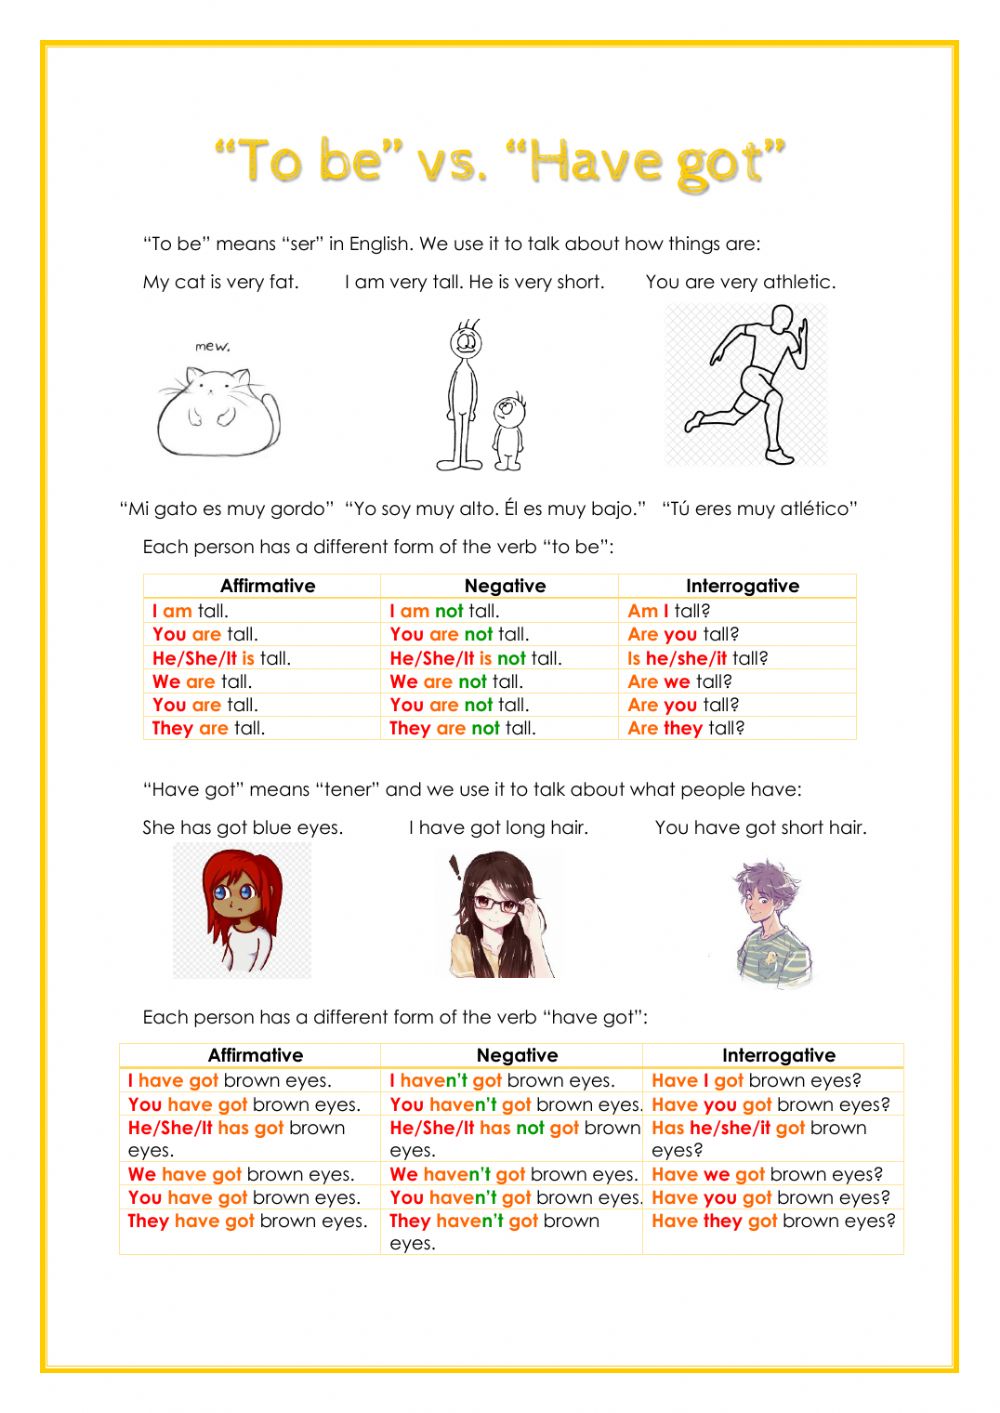 “To be” vs. “Have got”
“To be” means “ser” in English. We use it to talk about how things are:
My cat is very fat. I am very tall. He is very short. You are very athletic.
mew.
“Mi gato es muy gordo” “Yo soy muy alto. Él es muy bajo.” “Tú eres muy atlético”
Each person has a different form of the verb “to be”:
Affirmative Negative Interrogative
I am tall. I am not tall. Am I tall?
You are tall. You are not tall. Are you tall?
He/She/It is tall. He/She/It is not tall. Is he/she/it tall?
We are tall. We are not tall. Are we tall?
You are tall. You are not tall. Are you tall?
They are tall. They are not tall. Are they tall?
“Have got” means “tener” and we use it to talk about what people have:
She has got blue eyes. I have got long hair. You have got short hair.
Each person has a different form of the verb “have got”:
Affirmative Negative Interrogative
I have got brown eyes. I haven’t got brown eyes. Have I got brown eyes?
You have got brown eyes. You haven’t got brown eyes. Have you got brown eyes?
He/She/It has got brown He/She/It has not got brown Has he/she/it got brown
eyes. eyes. eyes?
We have got brown eyes. We haven’t got brown eyes. Have we got brown eyes?
You have got brown eyes. You haven’t got brown eyes. Have you got brown eyes?
They have got brown eyes. They haven’t got brown Have they got brown eyes?
eyes.